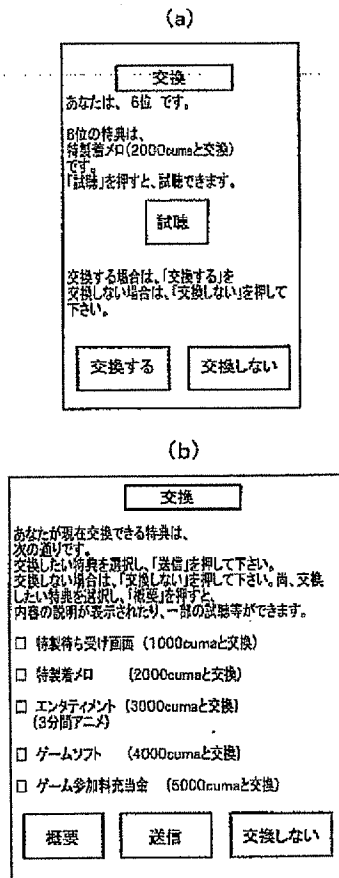 (a)
交換
あなたは、6位 です。
6位の特典は、
特製着メロ(2000cumaと交換)
です。
「試聴」を押すと、試聴できます。
試聴
交換する場合は、「交換する」を
交換しない場合は、「交換しない」を押して
下さい。
交換する 交換しない
(b)
交換
あなたが現在交換できる特典は、
次の通りです。
交換したい特典を選択し、「送信」を押して下さい。
交換しない場合は、「交換しない」を押して下さい。尚、交換
したい特典を選択し、「概要」を押すと、
内容の説明が表示されたり、一部の試聴等ができます。
□ 特製待ち受け画面 (1000cumaと交換)
□ 特製着メロ (2000cumaと交換)
□ エンタティメント (3000cumaと交換)
(3分間アニメ)
□ ゲームソフト (4000cumaと交換)
□ ゲーム参加料充当金 (5000cumaと交換)
概要 送信 交換しない